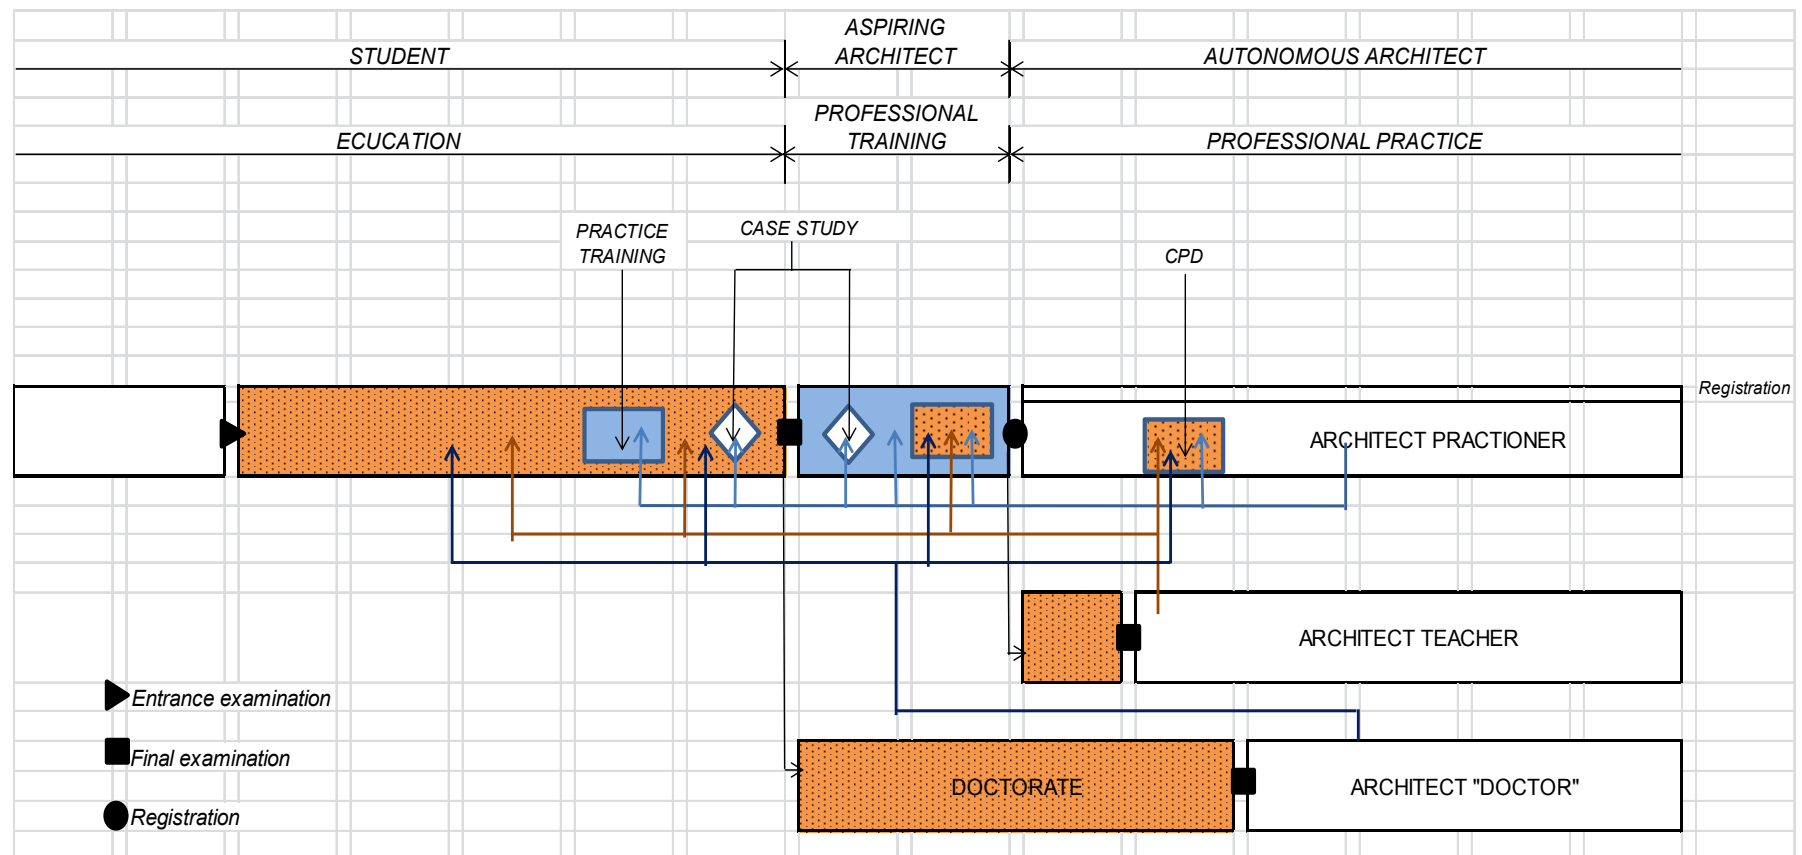 ASPIRING
STUDENT
ARCHITECT
AUTONOMOUS ARCHITECT
PROFESSIONAL
ECUCATION
TRAINING
PROFESSIONAL PRACTICE
PRACTICE
TRAINING
CASE STUDY
CPD
Registration
ARCHITECT PRACTIONER
ARCHITECT TEACHER
Entrance examination
Final examination
DOCTORATE
ARCHITECT "DOCTOR"
Registration